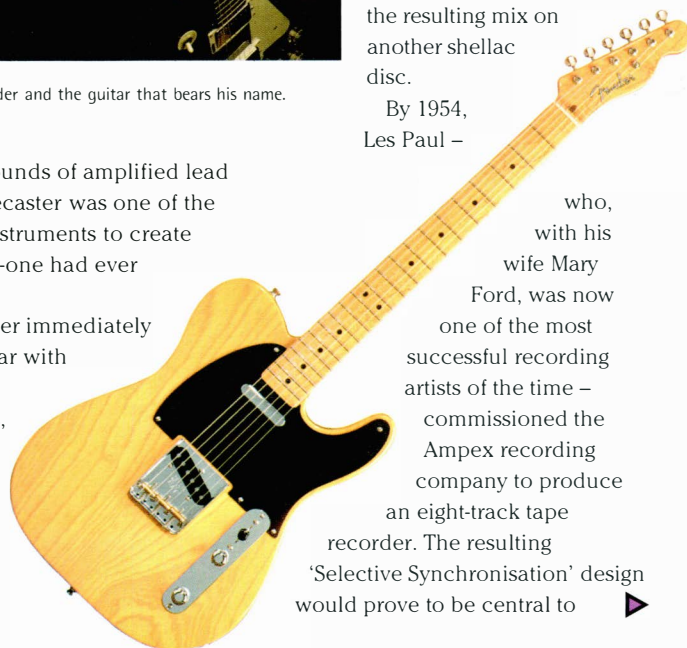 der and the guitar that bears his name.
unds of amplified lead
ecaster was one of the
struments to create
-one had ever
er immediately
ar with
,
the resulting mix on
another shellac
disc.
By 1954,
Les Paul –
who,
with his
wife Mary
Ford, was now
one of the most
successful recording
artists of the time –
commissioned the
Ampex recording
company to produce
an eight-track tape
recorder. The resulting
‘Selective Synchronisation’ design
would prove to be central to
Fender